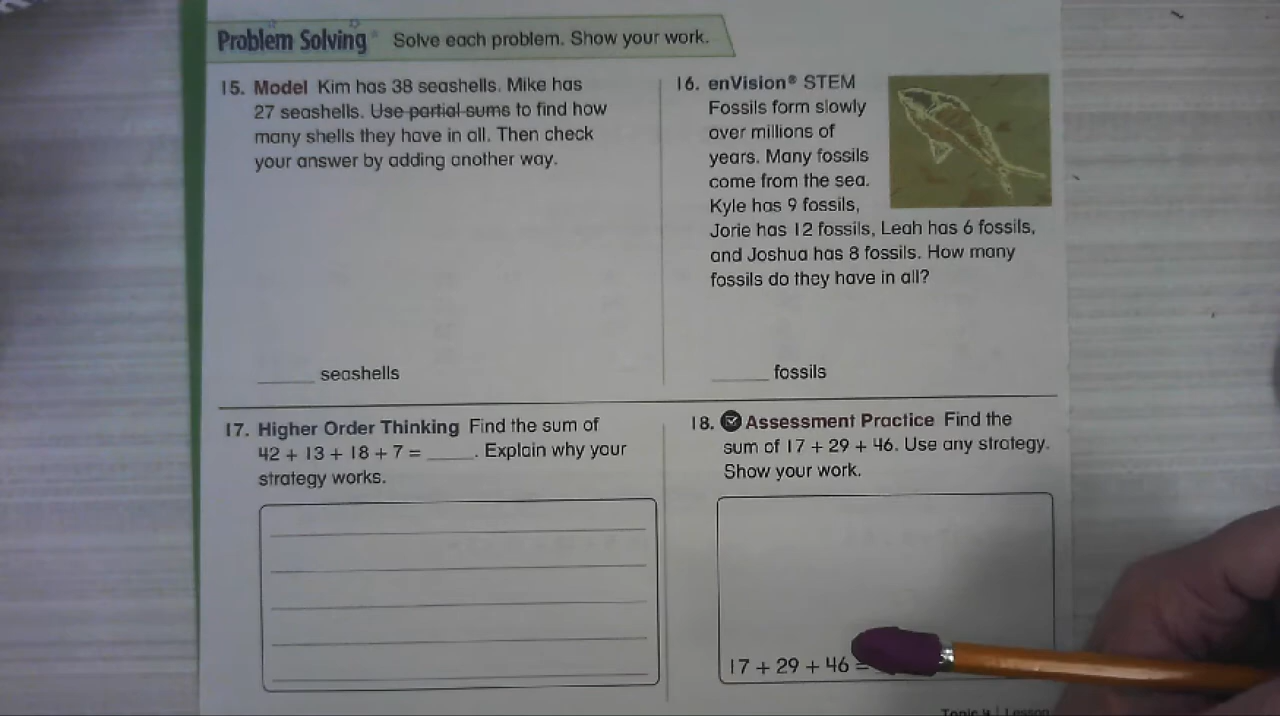 Problem Solving Solve each problem. Show your work.
15. Model Kim has 38 seashells. Mike has
27 seashells. Use partial sums to find how
many shells they have in all. Then check
your answer by adding another way.
_____ seashells
16. enVision® STEM
Fossils form slowly
over millions of
years. Many fossils
come from the sea.
Kyle has 9 fossils,
Jorie has 12 fossils, Leah has 6 fossils,
and Joshua has 8 fossils. How many
fossils do they have in all?
_____ fossils
17. Higher Order Thinking Find the sum of
42 + 13 + 18 + 7 = ____. Explain why your
strategy works.
18. Assessment Practice Find the
sum of 17 + 29 + 46. Use any strategy.
Show your work.
17 + 29 + 46 =
Topic 4 | Lesson